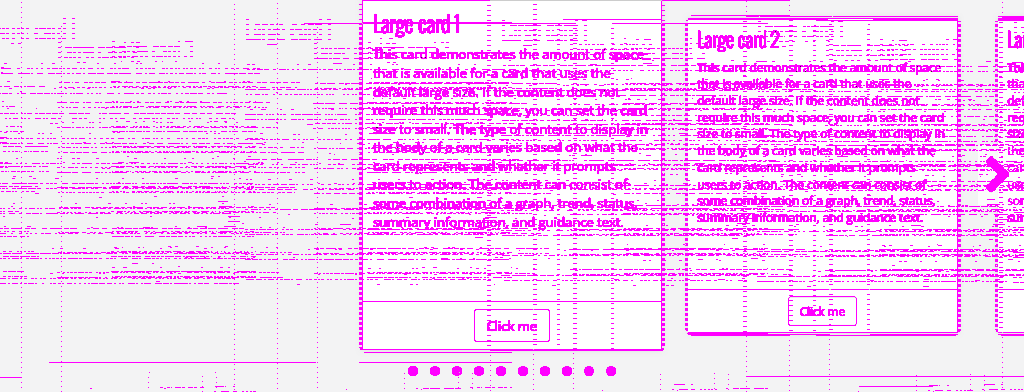 Large card 1
This card demonstrates the amount of space
that is available for a card that uses the
default large size. If the content does not
require this much space, you can set the card
size to small. The type of content to display in
the body of a card varies based on what the
card represents and whether it prompts
users to action. The content can consist of
some combination of a graph, trend, status,
summary information, and guidance text.
Click me
Large card 2
This card demonstrates the amount of space
that is available for a card that uses the
default large size. If the content does not
require this much space, you can set the card
size to small. The type of content to display in
the body of a card varies based on what the
card represents and whether it prompts
users to action. The content can consist of
some combination of a graph, trend, status,
summary information, and guidance text.
Click me